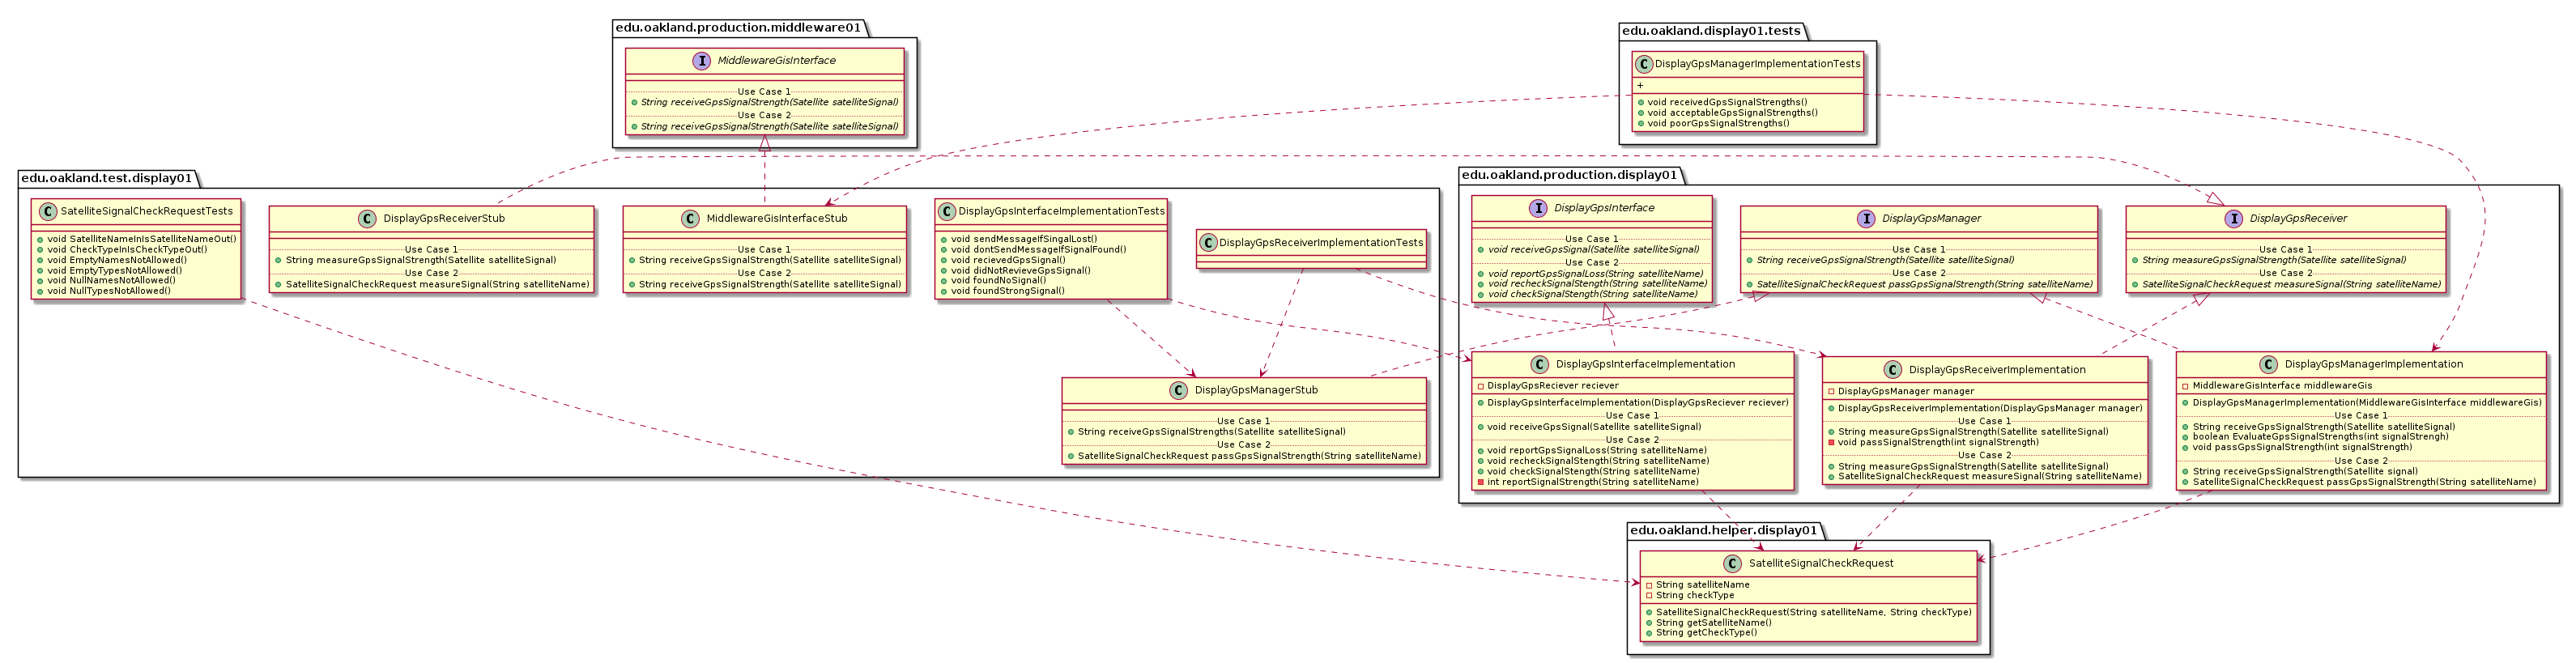 edu.oakland.production.middleware01
I MiddlewareGisInterface
Use Case 1
String receiveGpsSignalStrength(Satellite satelliteSignal)
Use Case 2
String receiveGpsSignalStrength(Satellite satelliteSignal)
edu.oakland.display01.tests
C DisplayGpsManagerImplementationTests
+
void receivedGpsSignalStrengths()
void acceptableGpsSignalStrengths()
void poorGpsSignalStrengths()
edu.oakland.test.display01
C SatelliteSignalCheckRequestTests
void SatelliteNameInIsSatelliteNameOut()
void CheckTypeInIsCheckTypeOut()
void EmptyNamesNotAllowed()
void EmptyTypesNotAllowed()
void NullNamesNotAllowed()
void NullTypesNotAllowed()
C DisplayGpsReceiverStub
Use Case 1
String measureGpsSignalStrength(Satellite satelliteSignal)
Use Case 2
SatelliteSignalCheckRequest measureSignal(String satelliteName)
C MiddlewareGisInterfaceStub
Use Case 1
String receiveGpsSignalStrength(Satellite satelliteSignal)
Use Case 2
String receiveGpsSignalStrength(Satellite satelliteSignal)
C DisplayGpsInterfaceImplementationTests
void sendMessageIfSingalLost()
void dontSendMessageIfSignalFound()
void recievedGpsSignal()
void didNotRevieveGpsSignal()
void foundNoSignal()
void foundStrongSignal()
C DisplayGpsReceiverImplementationTests
C DisplayGpsManagerStub
Use Case 1
String receiveGpsSignalStrengths(Satellite satelliteSignal)
Use Case 2
SatelliteSignalCheckRequest passGpsSignalStrength(String satelliteName)
edu.oakland.production.display01
I DisplayGpsInterface
Use Case 1
void receiveGpsSignal(Satellite satelliteSignal)
Use Case 2
void reportGpsSignalLoss(String satelliteName)
void recheckSignalStength(String satelliteName)
void checkSignalStength(String satelliteName)
I DisplayGpsManager
Use Case 1
String receiveGpsSignalStrength(Satellite satelliteSignal)
Use Case 2
SatelliteSignalCheckRequest passGpsSignalStrength(String satelliteName)
I DisplayGpsReceiver
Use Case 1
String measureGpsSignalStrength(Satellite satelliteSignal)
Use Case 2
SatelliteSignalCheckRequest measureSignal(String satelliteName)
C DisplayGpsInterfaceImplementation
DisplayGpsReciever reciever
DisplayGpsInterfaceImplementation(DisplayGpsReciever reciever)
Use Case 1
void receiveGpsSignal(Satellite satelliteSignal)
Use Case 2
void reportGpsSignalLoss(String satelliteName)
void recheckSignalStength(String satelliteName)
void checkSignalStength(String satelliteName)
int reportSignalStrength(String satelliteName)
C DisplayGpsReceiverImplementation
DisplayGpsManager manager
DisplayGpsReceiverImplementation(DisplayGpsManager manager)
Use Case 1
String measureGpsSignalStrength(Satellite satelliteSignal)
void passSignalStrength(int signalStrength)
Use Case 2
String measureGpsSignalStrength(Satellite satelliteSignal)
SatelliteSignalCheckRequest measureSignal(String satelliteName)
C DisplayGpsManagerImplementation
MiddlewareGisInterface middlewareGis
DisplayGpsManagerImplementation(MiddlewareGisInterface middlewareGis)
Use Case 1
String receiveGpsSignalStrength(Satellite satelliteSignal)
boolean EvaluateGpsSignalStrengths(int signalStrengh)
void passGpsSignalStrength(int signalStrength)
Use Case 2
String receiveGpsSignalStrength(Satellite signal)
SatelliteSignalCheckRequest passGpsSignalStrength(String satelliteName)
edu.oakland.helper.display01
C SatelliteSignalCheckRequest
String satelliteName
String checkType
SatelliteSignalCheckRequest(String satelliteName, String checkType)
String getSatelliteName()
String getCheckType()